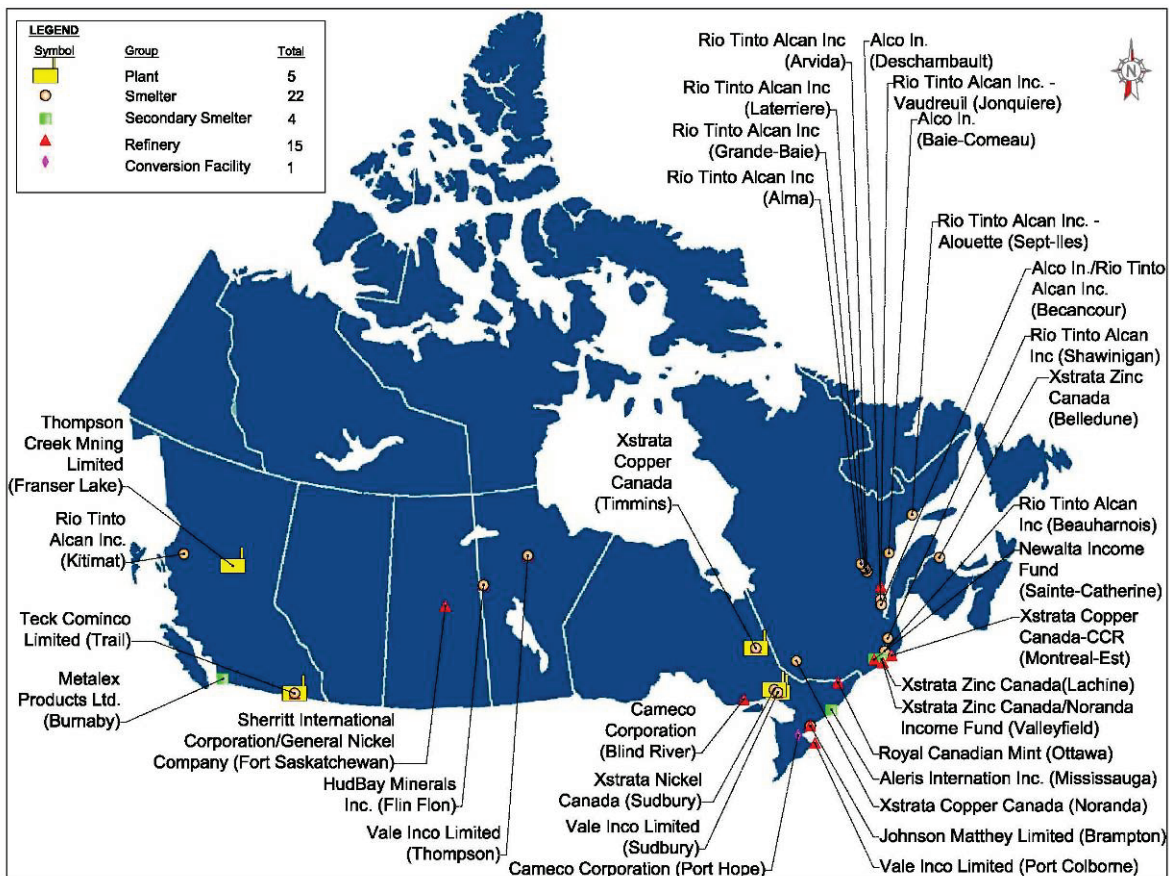 LEGEND
Symbol Group Total
Plant 5
Smelter 22
Secondary Smelter 4
Refinery 15
Conversion Facility 1
Rio Tinto Alcan Inc
(Arvida)
Alco In.
(Deschambault)
Rio Tinto Alcan Inc
(Laterriere)
Rio Tinto Alcan Inc. -
Vaudreuil (Jonquiere)
Rio Tinto Alcan Inc
(Grande-Baie)
Alco In.
(Baie-Comeau)
Rio Tinto Alcan Inc
(Alma)
N
Rio Tinto Alcan Inc. -
Alouette (Sept-Iles)
Alco In./Rio Tinto
Alcan Inc.
(Becancour)
Rio Tinto Alcan
Inc (Shawinigan)
Xstrata Zinc
Canada
(Belledune)
Thompson
Creek Mning
Limited
(Franser Lake)
Xstrata
Copper
Canada
(Timmins)
Rio Tinto
Alcan Inc.
(Kitimat)
Rio Tinto Alcan
Inc (Beauharnois)
Newalta Income
Fund
(Sainte-Catherine)
Teck Cominco
Limited (Trail)
Xstrata Copper
Canada-CCR
(Montreal-Est)
Metalex
Products Ltd.
(Burnaby)
Xstrata Zinc Canada(Lachine)
Xstrata Zinc Canada/Noranda
Income Fund (Valleyfield)
Sherritt International
Corporation/General Nickel
Company (Fort Saskatchewan)
Cameco
Corporation
(Blind River)
Royal Canadian Mint (Ottawa)
Aleris Internation Inc. (Mississauga)
HudBay Minerals
Inc. (Flin Flon)
Xstrata Nickel
Canada (Sudbury)
Xstrata Copper Canada (Noranda)
Vale Inco Limited
(Thompson)
Vale Inco Limited
(Sudbury)
Johnson Matthey Limited (Brampton)
Cameco Corporation (Port Hope)
Vale Inco Limited (Port Colborne)